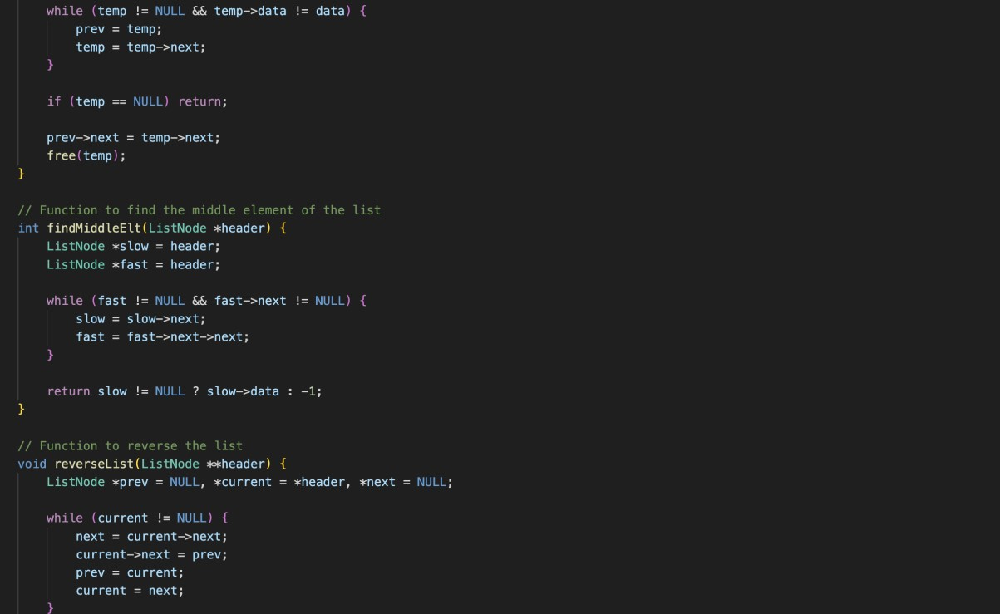 while (temp != NULL && temp->data != data) {
prev = temp;
temp = temp->next;
}
if (temp == NULL) return;
prev->next = temp->next;
free(temp);
}
// Function to find the middle element of the list
int findMiddleElt(ListNode *header) {
ListNode *slow = header;
ListNode *fast = header;
while (fast != NULL && fast->next != NULL) {
slow = slow->next;
fast = fast->next->next;
}
return slow != NULL ? slow->data : -1;
}
// Function to reverse the list
void reverseList(ListNode **header) {
ListNode *prev = NULL, *current = *header, *next = NULL;
while (current != NULL) {
next = current->next;
current->next = prev;
prev = current;
current = next;
}